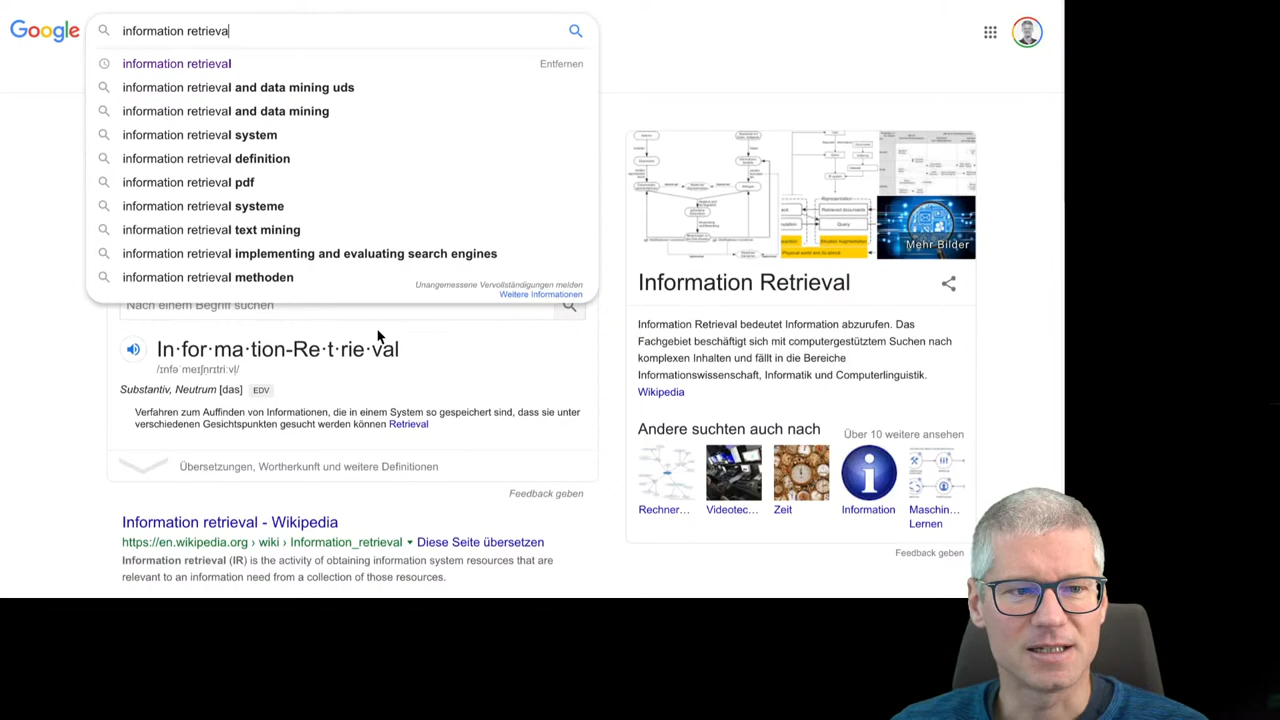 Google
information retrieva
information retrieval
Entfernen
information retrieval and data mining uds
information retrieval and data mining
information retrieval system
information retrieval definition
information retrieval pdf
information retrieval systeme
information retrieval text mining
information retrieval implementing and evaluating search engines
information retrieval methoden
Unangemessene Vervollständigungen melden
Weitere Informationen
Nach einem Begriff suchen
In·for·ma·tion-Re·t·rie·val
/ɪnfəˈmeɪʃnrɪtriːvl/
Substantiv, Neutrum [das] EDV
Verfahren zum Auffinden von Informationen, die in einem System so gespeichert sind, dass sie unter
verschiedenen Gesichtspunkten gesucht werden können Retrieval
Übersetzungen, Wortherkunft und weitere Definitionen
Feedback geben
Information retrieval - Wikipedia
https://en.wikipedia.org › wiki › Information_retrieval ▾ Diese Seite übersetzen
Information retrieval (IR) is the activity of obtaining information system resources that are
relevant to an information need from a collection of those resources.
Query
Mehr Bilder
Information Retrieval
Information Retrieval bedeutet Information abzurufen. Das
Fachgebiet beschäftigt sich mit computergestütztem Suchen nach
komplexen Inhalten und fällt in die Bereiche
Informationswissenschaft, Informatik und Computerlinguistik.
Wikipedia
Andere suchten auch nach
Über 10 weitere ansehen
Rechner...
Videotec...
Zeit
Information
Maschin...
Lernen
Feedback geben